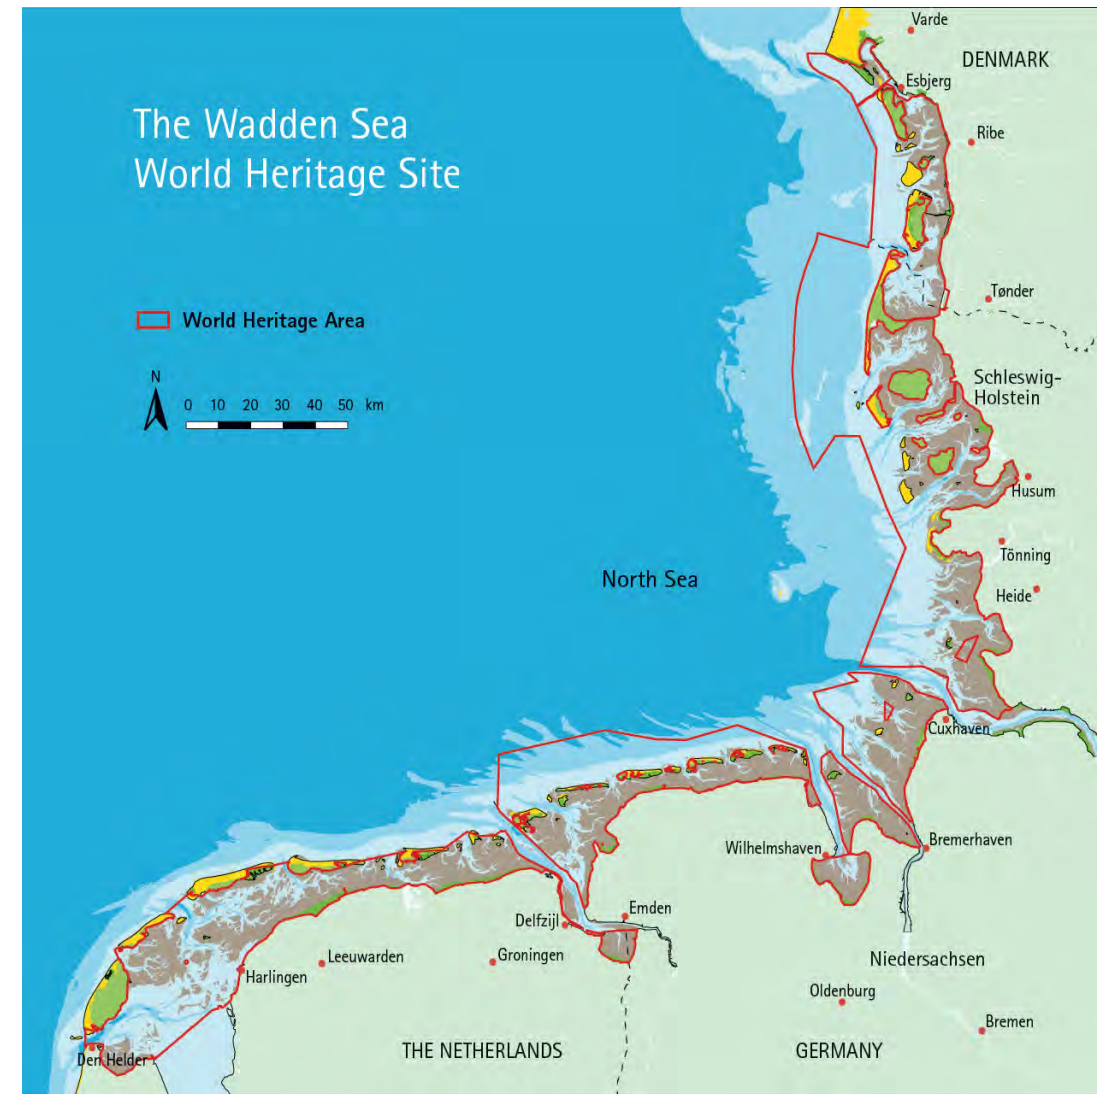 Varde
DENMARK
Esbjerg
The Wadden Sea
World Heritage Site
Ribe
Tønder
World Heritage Area
N
0 10 20 30 40 50 km
Schleswig-
Holstein
Husum
Tönning
North Sea
Heide
Cuxhaven
Wilhelmshaven
Bremerhaven
Emden
Delfzijl
Groningen
Leeuwarden
Harlingen
Niedersachsen
Oldenburg
Bremen
Den Helder
THE NETHERLANDS
GERMANY